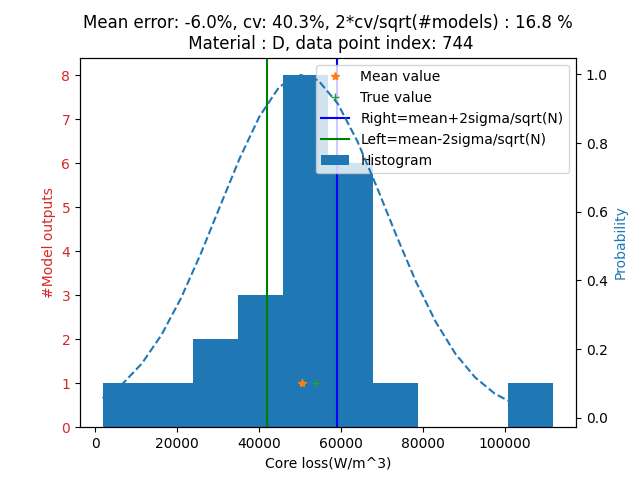 Mean error: -6.0%, cv: 40.3%, 2*cv/sqrt(#models) : 16.8 %
Material : D, data point index: 744
Mean value
True value
Right=mean+2sigma/sqrt(N)
Left=mean-2sigma/sqrt(N)
Histogram
#Model outputs
8
7
6
5
4
3
2
1
0
1.0
0.8
0.6
0.4
0.2
0.0
Probability
0 20000 40000 60000 80000 100000
Core loss(W/m^3)